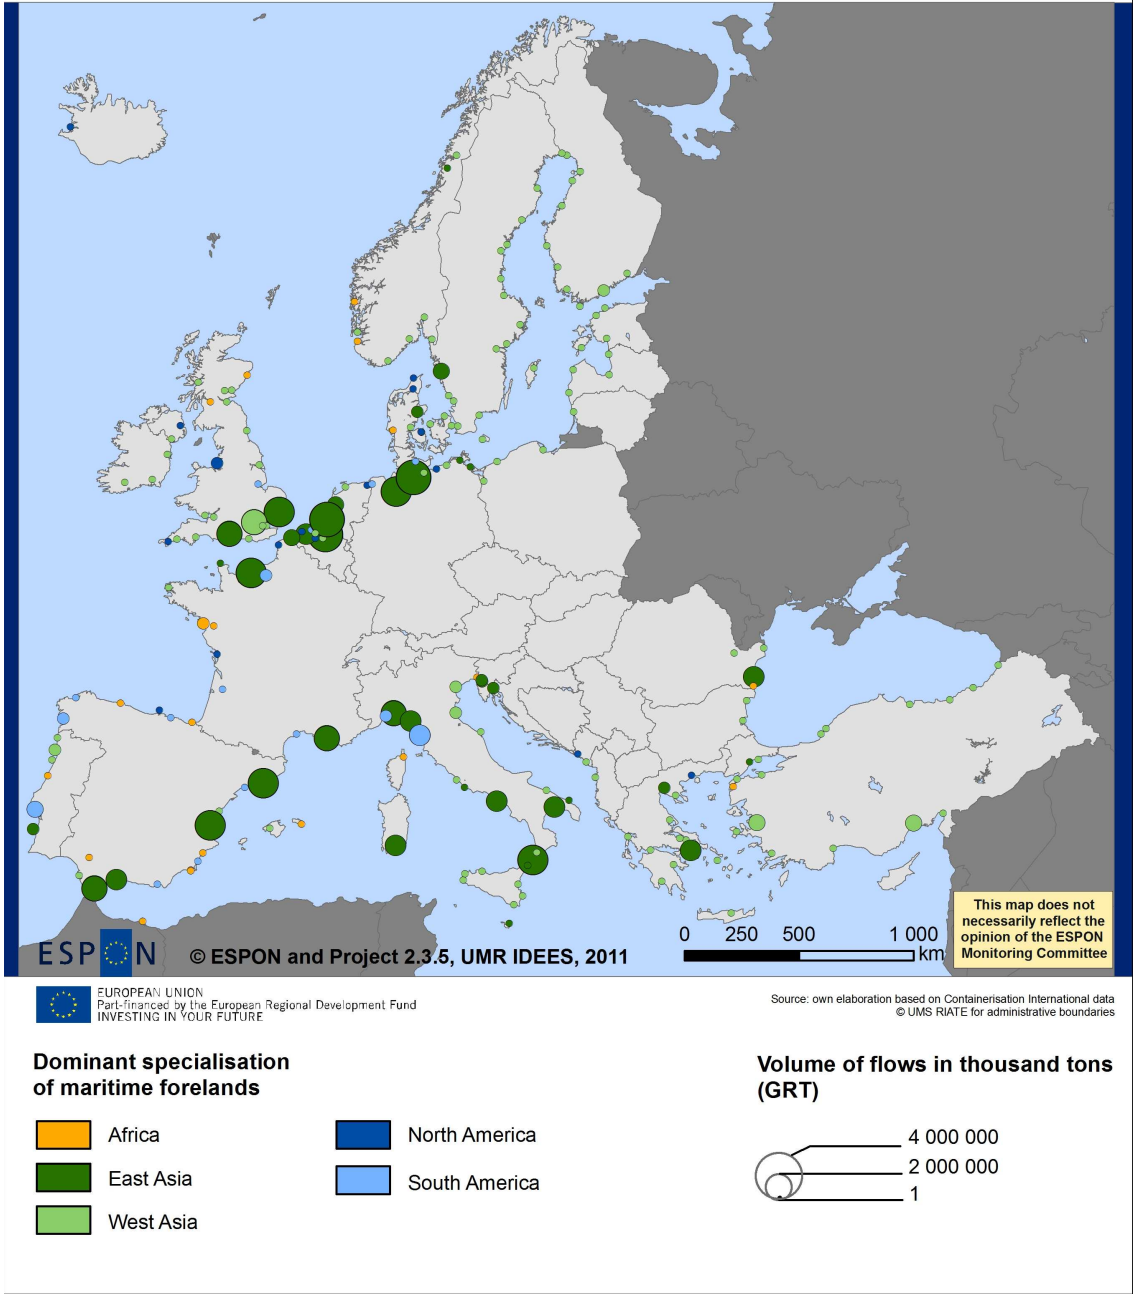 This map does not
necessarily reflect the
opinion of the ESPON
Monitoring Committee
0 250 500 1 000
km
ESPON
© ESPON and Project 2.3.5, UMR IDEES, 2011
EUROPEAN UNION
Part-financed by the European Regional Development Fund
INVESTING IN YOUR FUTURE
Source: own elaboration based on Containerisation International data
© UMS RIATE for administrative boundaries
Dominant specialisation
of maritime forelands
Africa
East Asia
West Asia
North America
South America
Volume of flows in thousand tons
(GRT)
4 000 000
2 000 000
1